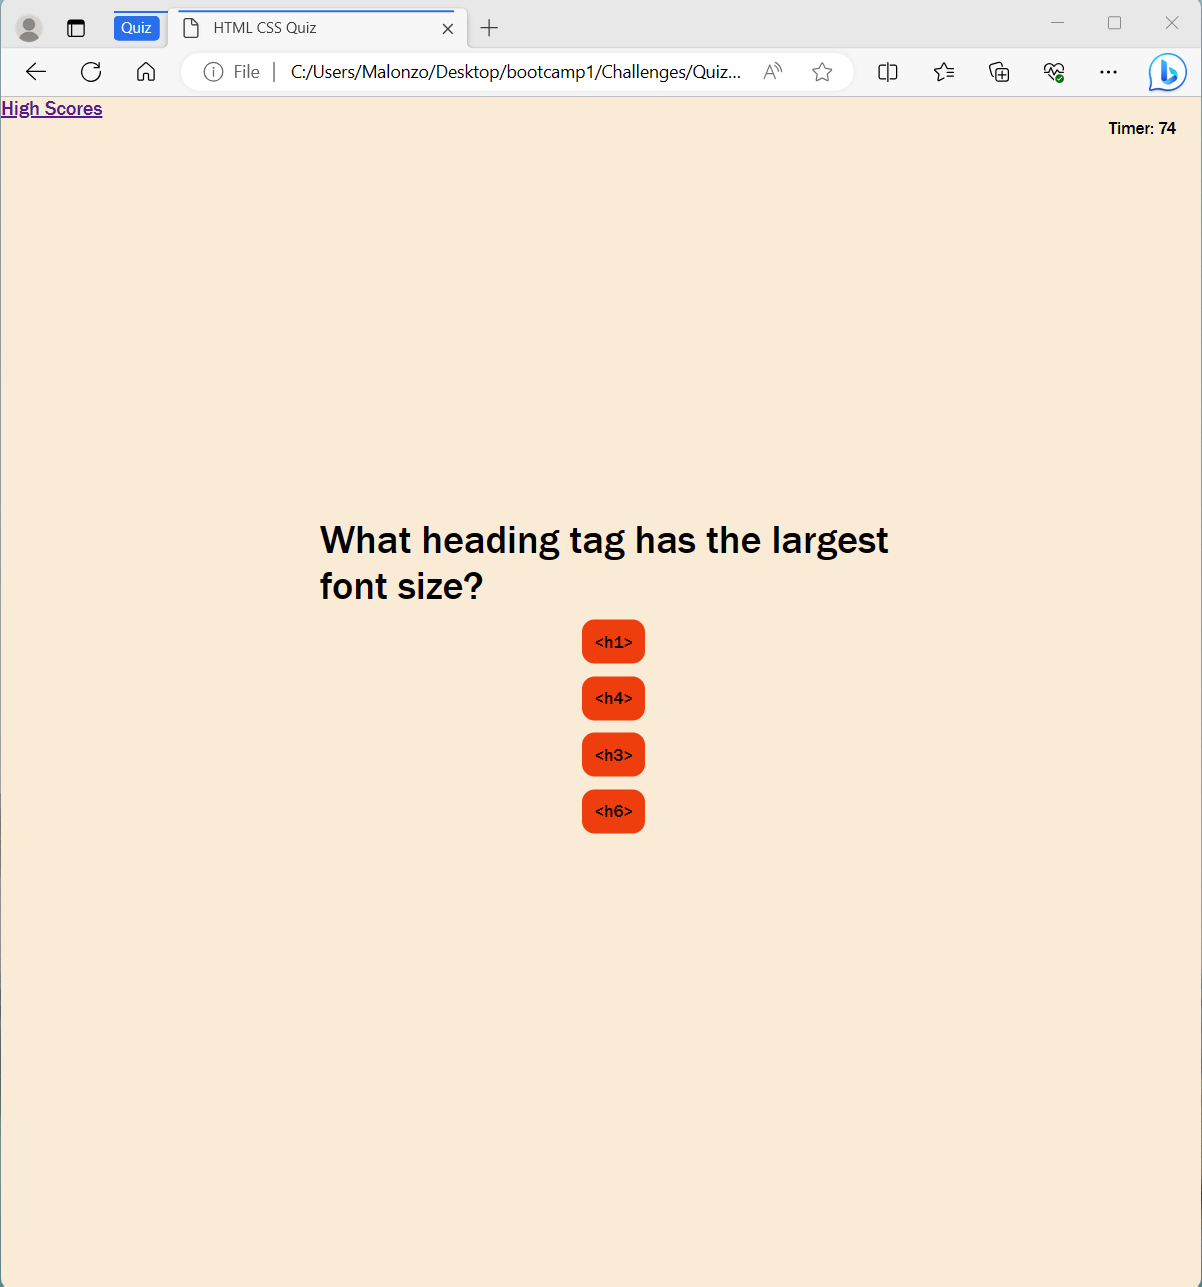 Quiz
HTML CSS Quiz
File
C:/Users/Malonzo/Desktop/bootcamp1/Challenges/Quiz...
High Scores
Timer: 74
What heading tag has the largest
font size?
<h1>
<h4>
<h3>
<h6>